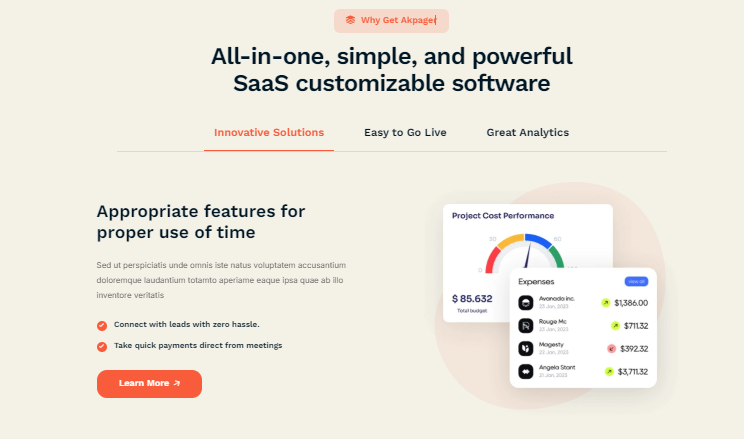 Why Get Akpager
All-in-one, simple, and powerful
SaaS customizable software
Innovative Solutions
Easy to Go Live
Great Analytics
Appropriate features for
proper use of time
Sed ut perspiciatis unde omnis iste natus voluptatem accusantium
doloremque laudantium totamto aperiame eaque ipsa quae ab illo
inventore veritatis
Connect with leads with zero hassle.
Take quick payments direct from meetings
Learn More
Project Cost Performance
30
60
0
$ 85.632
Total budget
Expenses
View all
Avanada inc.
23 Jan, 2023
$1,386.00
Rouge Mc
23 Jan, 2023
$711.32
Magesty
22 Jan, 2023
$392.32
Angela Stant
21 Jan, 2023
$3,711.32